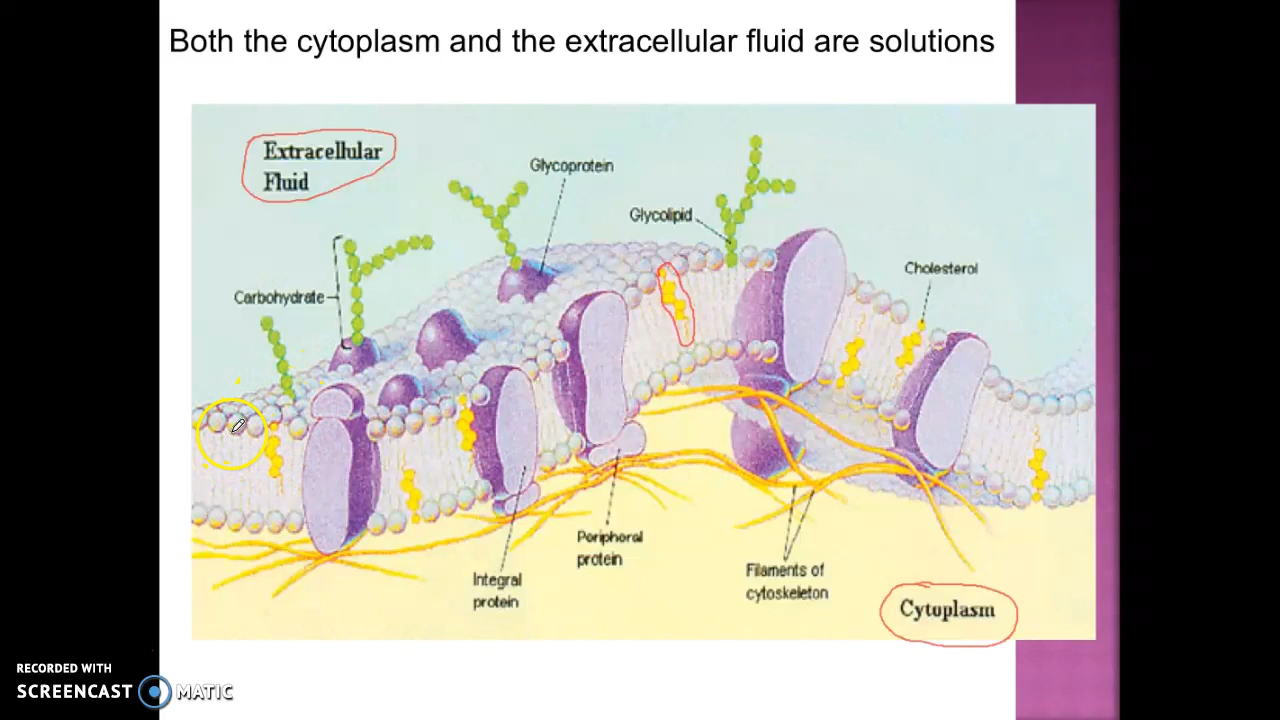 Both the cytoplasm and the extracellular fluid are solutions
Extracellular
Fluid
Glycoprotein
Glycolipid
Cholesterol
Carbohydrate
Peripheral
protein
Integral
protein
Filaments of
cytoskeleton
Cytoplasm
RECORDED WITH
SCREENCAST MATIC